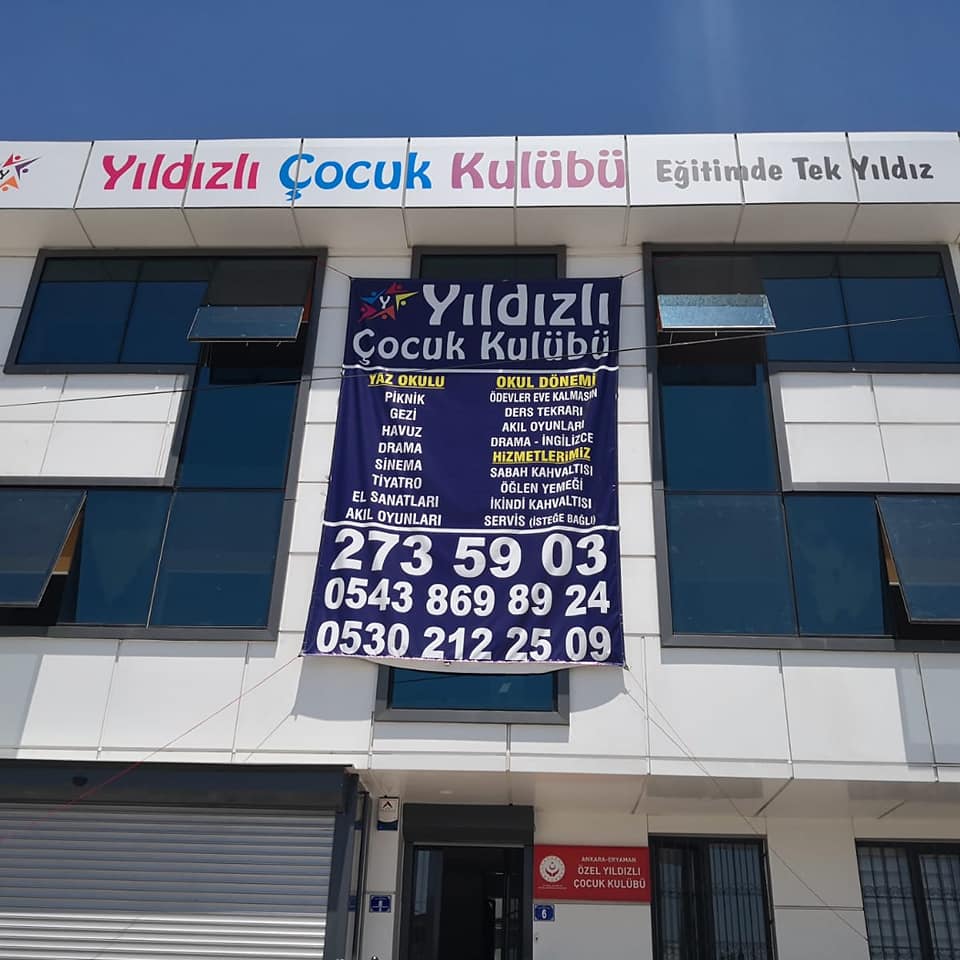 Yıldızlı Çocuk Kulübü Eğitimde Tek Yıldız
Y
Yıldızlı
Çocuk Kulübü
YAZ OKULU
PİKNİK
GEZİ
HAVUZ
DRAMA
SİNEMA
TİYATRO
EL SANATLARI
AKIL OYUNLARI
OKUL DÖNEMİ
ÖDEVLER EVE KALMASIN
DERS TEKRARI
AKIL OYUNLARI
DRAMA - İNGİLİZCE
HİZMETLERİMİZ
SABAH KAHVALTISI
ÖĞLEN YEMEĞİ
İKİNDİ KAHVALTISI
SERVİS (İSTEĞE BAĞLI)
273 59 03
0543 869 89 24
0530 212 25 09
ANKARA-ERYAMAN
ÖZEL YILDIZLI
ÇOCUK KULÜBÜ
6